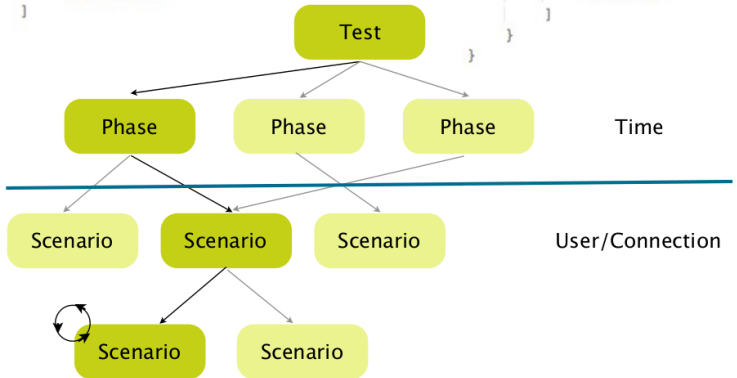 ]
]
}
}
Test
Phase
Phase
Phase
Time
Scenario
Scenario
Scenario
User/Connection
Scenario
Scenario